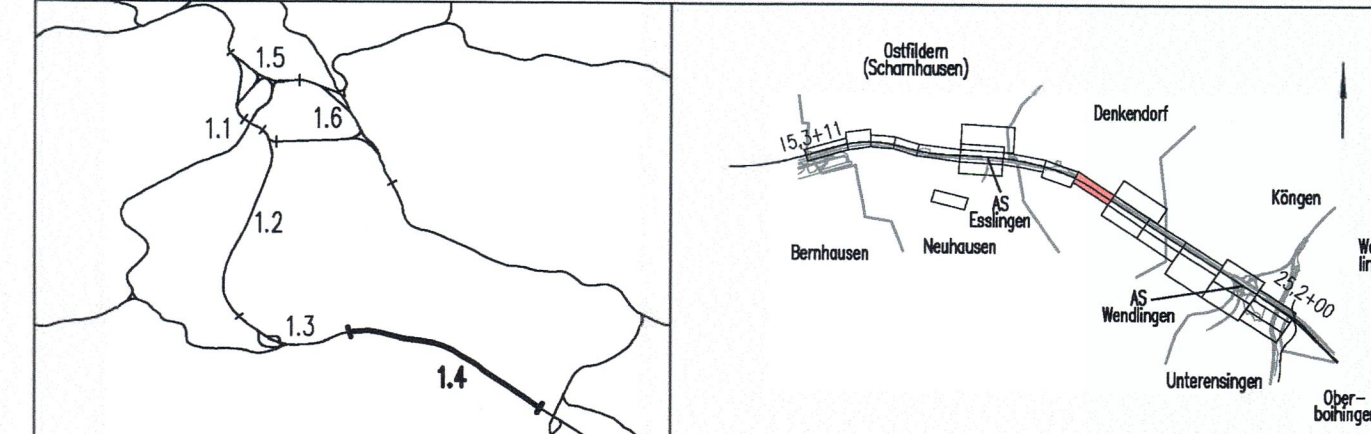 1.5
1.6
1.1
1.2
1.3
1.4
Ostfildern
(Scharnhausen)
Denkendorf
15,3+11
Köngen
AS
Esslingen
Bernhausen
Neuhausen
25,2+00
AS
Wendlingen
Unterensingen
Ober-